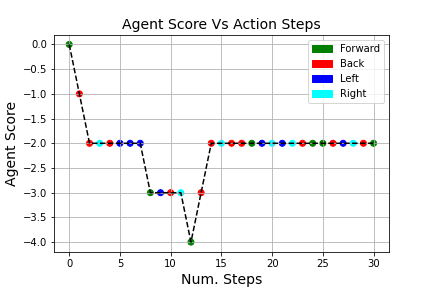 Agent Score Vs Action Steps
Agent Score
0.0
−0.5
−1.0
−1.5
−2.0
−2.5
−3.0
−3.5
−4.0
Forward
Back
Left
Right
0 5 10 15 20 25 30
Num. Steps